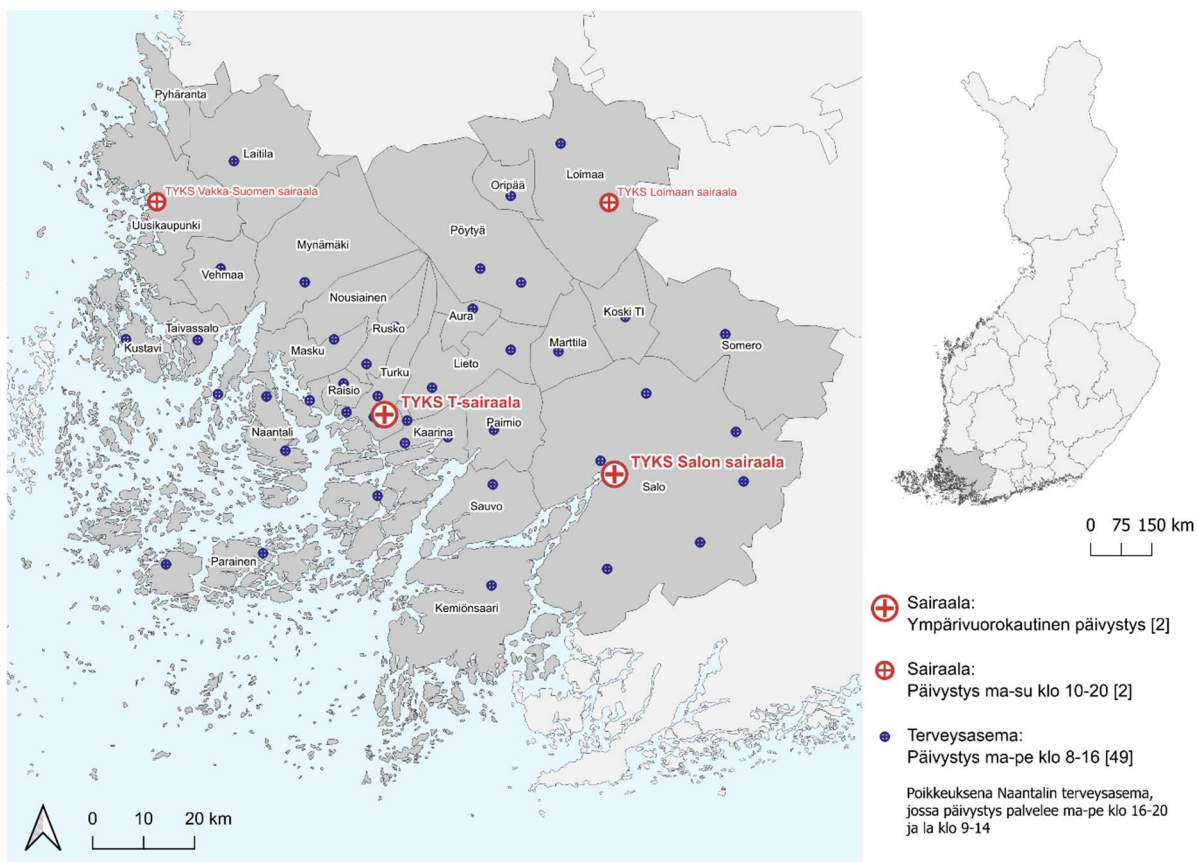 Pyhäranta
Laitila
Loimaa
Oripää
TYKS Vakka-Suomen sairaala
TYKS Loimaan sairaala
Uusikaupunki
Pöytyä
Mynämäki
Vehmaa
Nousiainen
Koski Tl
Aura
Taivassalo
Rusko
Kustavi
Marttila
Somero
Masku
Lieto
Turku
Raisio
TYKS T-sairaala
Naantali
Kaarina
Paimio
TYKS Salon sairaala
Salo
Sauvo
Parainen
Kemiönsaari
0 10 20 km
0 75 150 km
Sairaala:
Ympärivuorokautinen päivystys [2]
Sairaala:
Päivystys ma-su klo 10-20 [2]
Terveysasema:
Päivystys ma-pe klo 8-16 [49]
Poikkeuksena Naantalin terveysasema,
jossa päivystys palvelee ma-pe klo 16-20
ja la klo 9-14